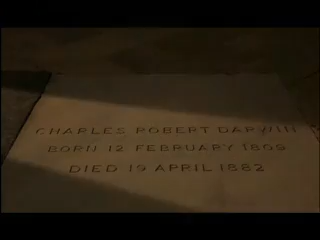 CHARLES ROBERT DARWIN
BORN 12 FEBRUARY 1809
DIED 19 APRIL 1882